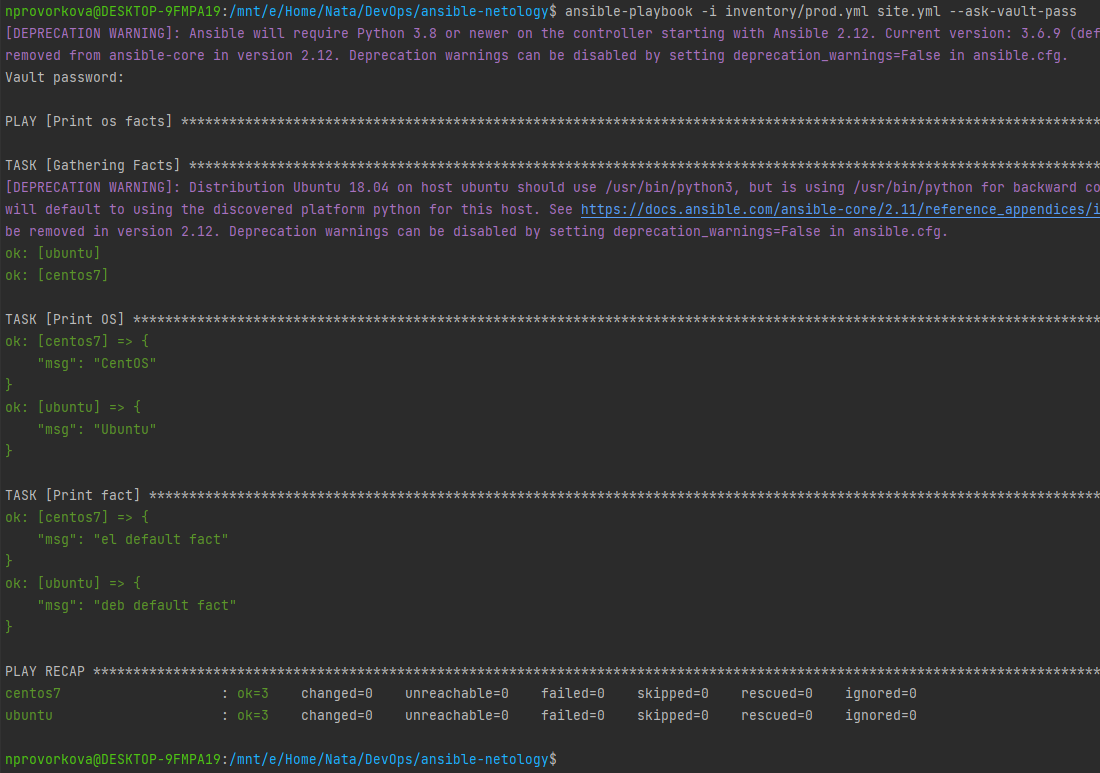 nprovorkova@DESKTOP-9FMPA19:/mnt/e/Home/Nata/DevOps/ansible-netology$ ansible-playbook -i inventory/prod.yml site.yml --ask-vault-pass
[DEPRECATION WARNING]: Ansible will require Python 3.8 or newer on the controller starting with Ansible 2.12. Current version: 3.6.9 (def
removed from ansible-core in version 2.12. Deprecation warnings can be disabled by setting deprecation_warnings=False in ansible.cfg.
Vault password:
PLAY [Print os facts] *******************************************************************************************************************
TASK [Gathering Facts] ******************************************************************************************************************
[DEPRECATION WARNING]: Distribution Ubuntu 18.04 on host ubuntu should use /usr/bin/python3, but is using /usr/bin/python for backward co
will default to using the discovered platform python for this host. See https://docs.ansible.com/ansible-core/2.11/reference_appendices/i
be removed in version 2.12. Deprecation warnings can be disabled by setting deprecation_warnings=False in ansible.cfg.
ok: [ubuntu]
ok: [centos7]
TASK [Print OS] *************************************************************************************************************************
ok: [centos7] => {
    "msg": "CentOS"
}
ok: [ubuntu] => {
    "msg": "Ubuntu"
}
TASK [Print fact] ***********************************************************************************************************************
ok: [centos7] => {
    "msg": "el default fact"
}
ok: [ubuntu] => {
    "msg": "deb default fact"
}
PLAY RECAP ******************************************************************************************************************************
centos7                    : ok=3    changed=0    unreachable=0    failed=0    skipped=0    rescued=0    ignored=0
ubuntu                     : ok=3    changed=0    unreachable=0    failed=0    skipped=0    rescued=0    ignored=0
nprovorkova@DESKTOP-9FMPA19:/mnt/e/Home/Nata/DevOps/ansible-netology$